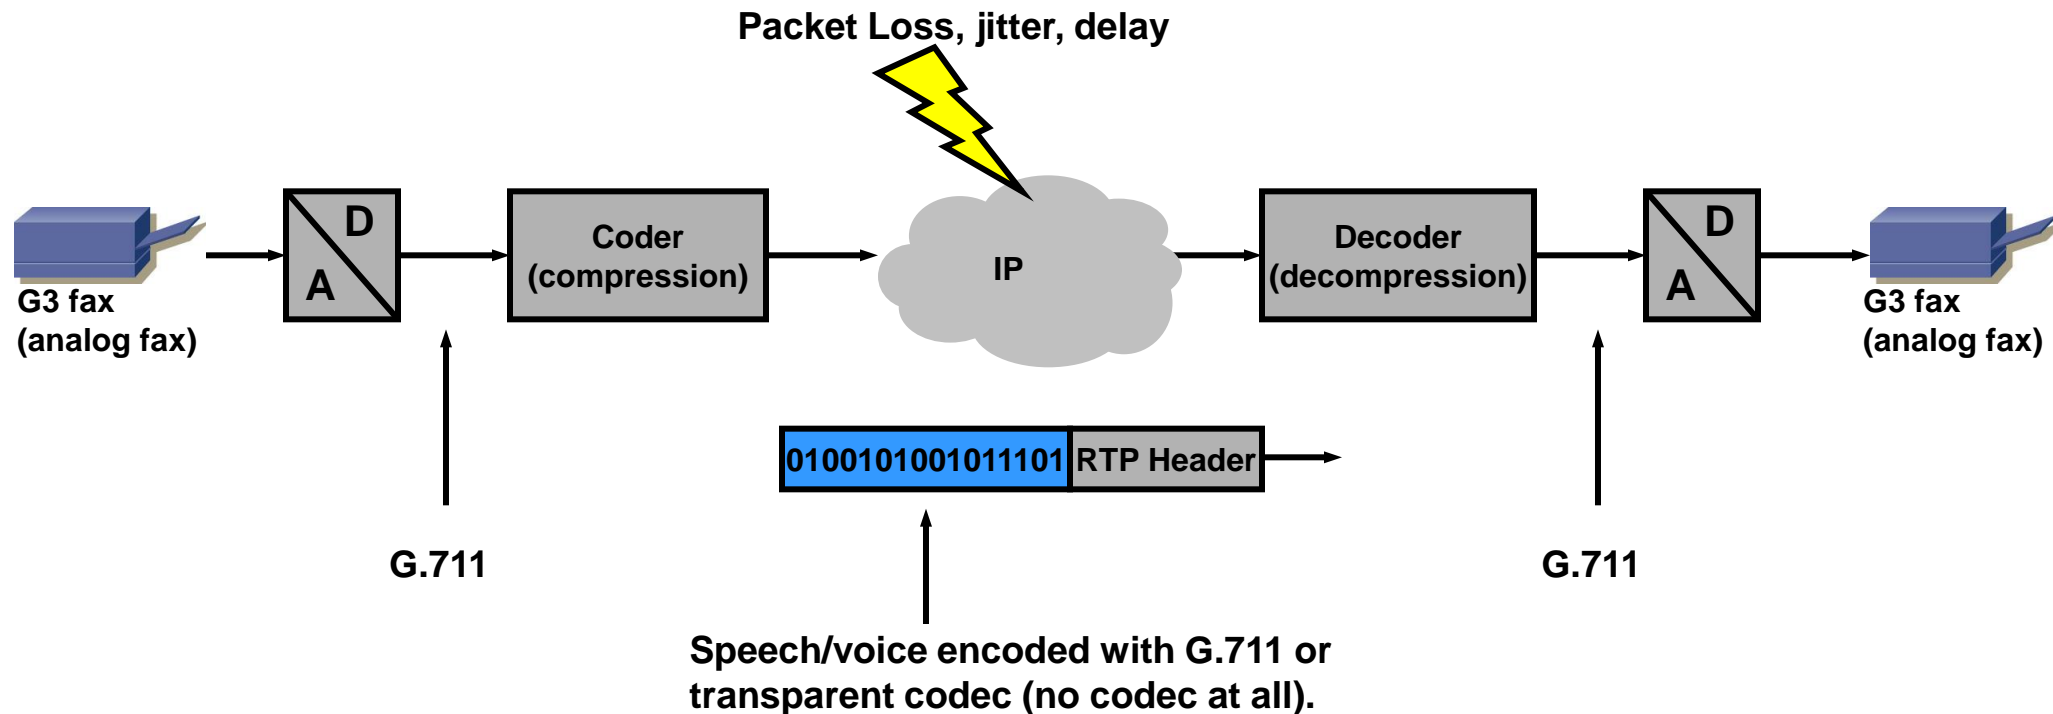 Packet Loss, jitter, delay
D
A
Coder
(compression)
IP
Decoder
(decompression)
D
A
G3 fax
(analog fax)
G3 fax
(analog fax)
0100101001011101 RTP Header
G.711
G.711
Speech/voice encoded with G.711 or
transparent codec (no codec at all).